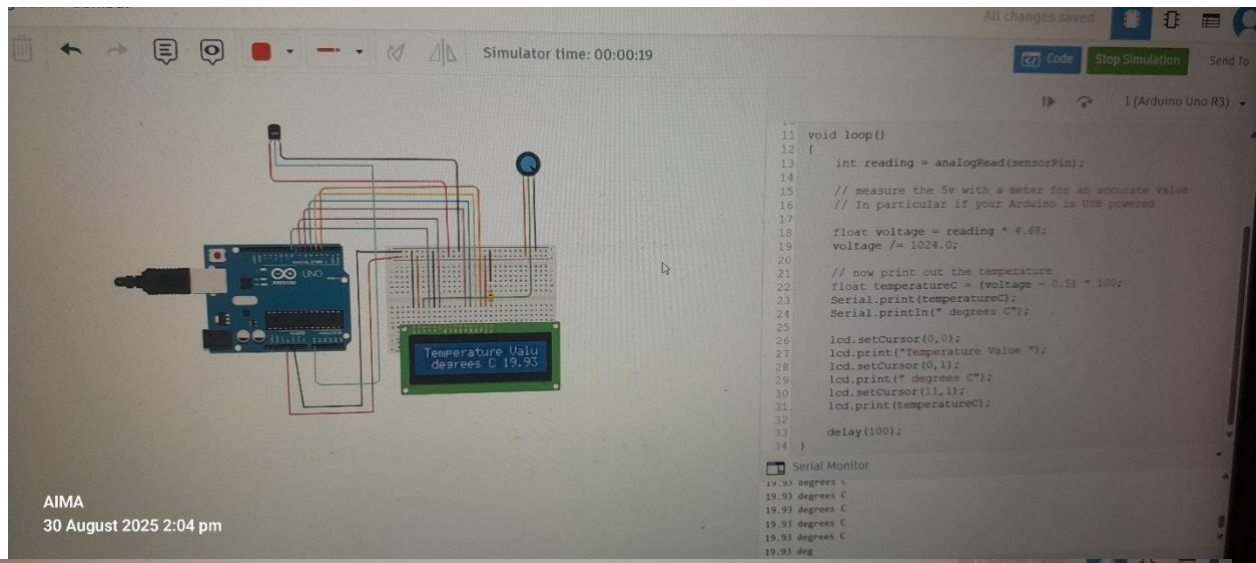 All changes saved
Simulator time: 00:00:19
Code
Stop Simulation
Send To
1 (Arduino Uno R3)
11 void loop()
12 {
13 int reading = analogRead(sensorPin);
14
15 // measure the 5v with a meter for an accurate value
16 // In particular if your Arduino is USB powered
17
18 float voltage = reading * 4.68;
19 voltage /= 1024.0;
20
21 // now print out the temperature
22 float temperatureC = (voltage - 0.5) * 100;
23 Serial.print(temperatureC);
24 Serial.println(" degrees C");
25
26 lcd.setCursor(0,0);
27 lcd.print("Temperature Value ");
28 lcd.setCursor(0,1);
29 lcd.print(" degrees C");
30 lcd.setCursor(11,1);
31 lcd.print(temperatureC);
32
33 delay(100);
34 }
UNO
ARDUINO
Temperature Valu
degrees C 19.93
Serial Monitor
19.93 degrees C
19.93 degrees C
19.93 degrees C
19.93 degrees C
19.93 degrees C
19.93 deg
AIMA
30 August 2025 2:04 pm